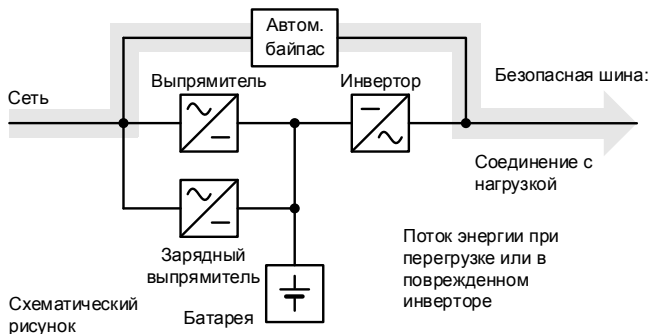 Автом.
байпас
Выпрямитель
Инвертор
Безопасная шина:
Сеть
Соединение с
нагрузкой
Зарядный
выпрямитель
Поток энергии при
перегрузке или в
поврежденном
инверторе
Схематический
рисунок
Батарея